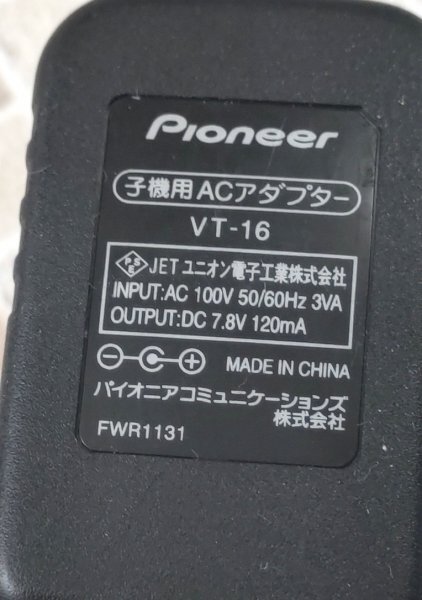 Pioneer
子機用ACアダプター
VT-16
PSE JET ユニオン電子工業株式会社
INPUT:AC 100V 50/60Hz 3VA
OUTPUT:DC 7.8V 120mA
MADE IN CHINA
パイオニアコミュニケーションズ
株式会社
FWR1131